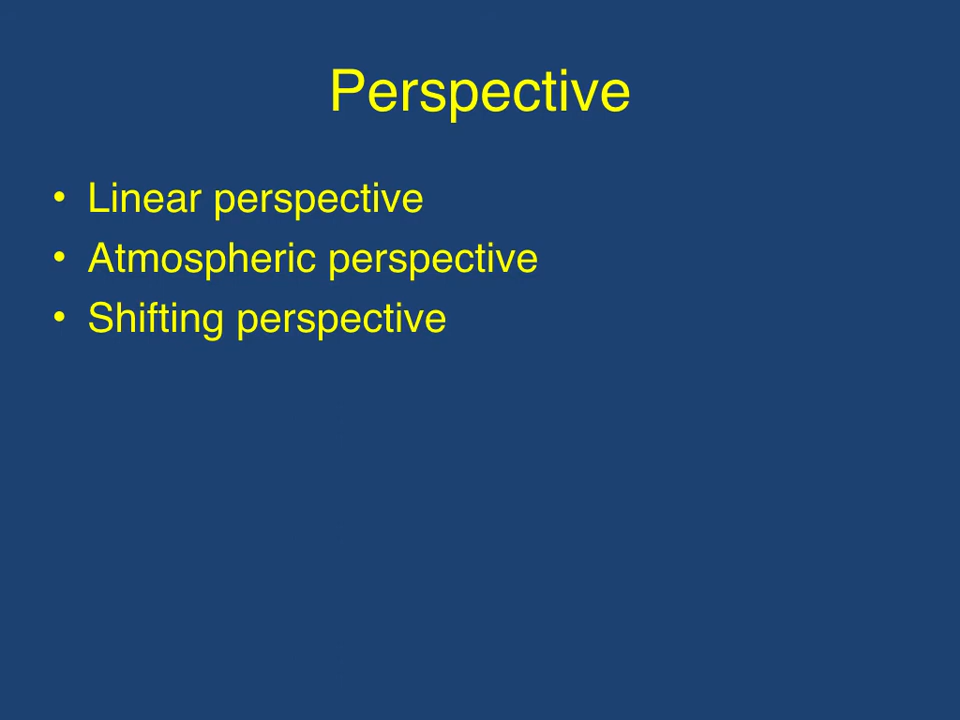 Perspective
• Linear perspective
• Atmospheric perspective
• Shifting perspective